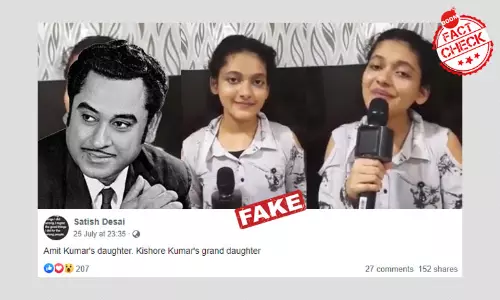 BOOM
FACT
CHECK
FAKE
Satish Desai
25 July at 23:35
Amit Kumar's daughter. Kishore Kumar's grand daughter
207
27 comments 152 shares